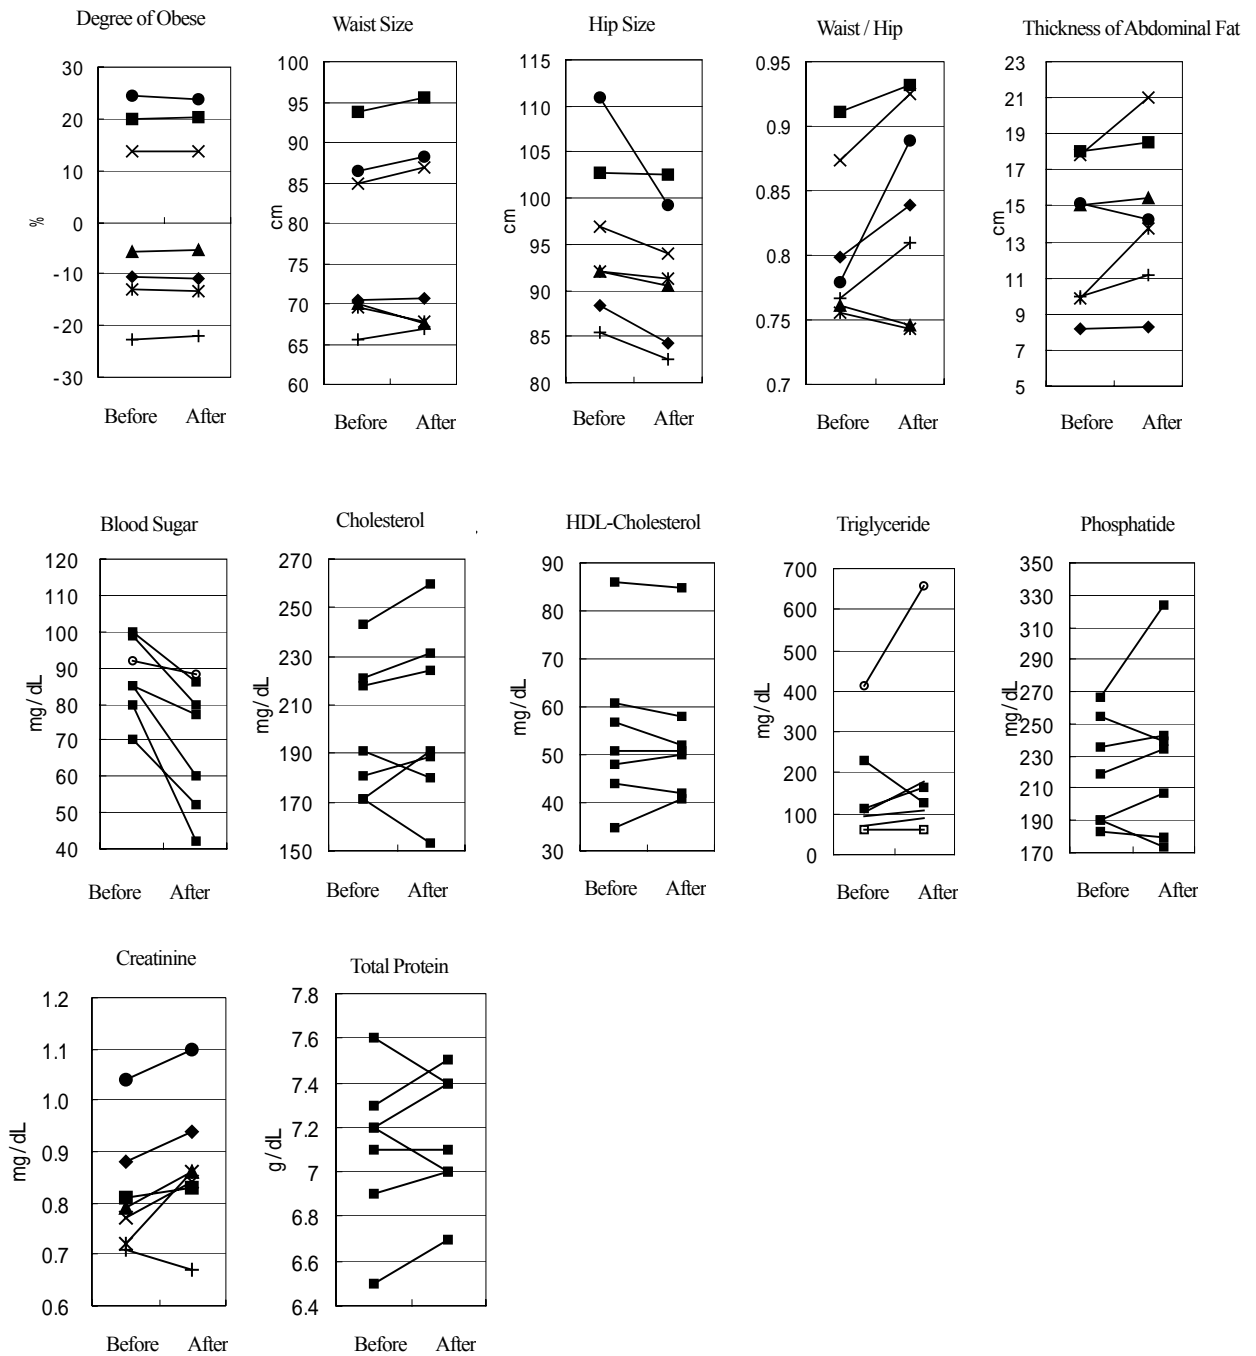 Degree of Obese
Waist Size
Hip Size
Waist / Hip
Thickness of Abdominal Fat
30
20
10
0
-10
-20
-30
%
Before After
100
95
90
85
80
75
70
65
60
cm
Before After
115
110
105
100
95
90
85
80
cm
Before After
0.95
0.9
0.85
0.8
0.75
0.7
Before After
23
21
19
17
15
13
11
9
7
5
cm
Before After
Blood Sugar
Cholesterol
HDL-Cholesterol
Triglyceride
Phosphatide
120
110
100
90
80
70
60
50
40
mg/dL
Before After
270
250
230
210
190
170
150
mg/dL
Before After
90
80
70
60
50
40
30
mg/dL
Before After
700
600
500
400
300
200
100
0
mg/dL
Before After
350
330
310
290
270
250
230
210
190
170
mg/dL
Before After
Creatinine
Total Protein
1.2
1.1
1.0
0.9
0.8
0.7
0.6
mg/dL
Before After
7.8
7.6
7.4
7.2
7
6.8
6.6
6.4
g/dL
Before After